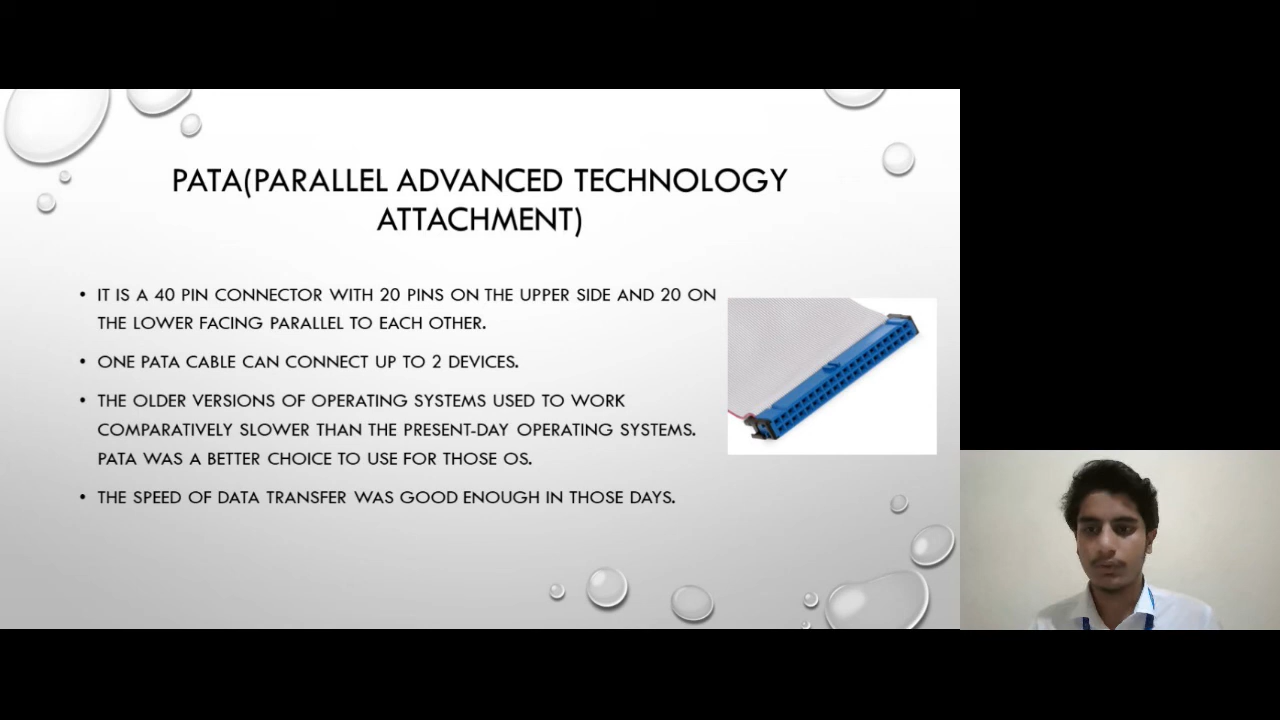 PATA(PARALLEL ADVANCED TECHNOLOGY
ATTACHMENT)
• IT IS A 40 PIN CONNECTOR WITH 20 PINS ON THE UPPER SIDE AND 20 ON
THE LOWER FACING PARALLEL TO EACH OTHER.
• ONE PATA CABLE CAN CONNECT UP TO 2 DEVICES.
• THE OLDER VERSIONS OF OPERATING SYSTEMS USED TO WORK
COMPARATIVELY SLOWER THAN THE PRESENT-DAY OPERATING SYSTEMS.
PATA WAS A BETTER CHOICE TO USE FOR THOSE OS.
• THE SPEED OF DATA TRANSFER WAS GOOD ENOUGH IN THOSE DAYS.